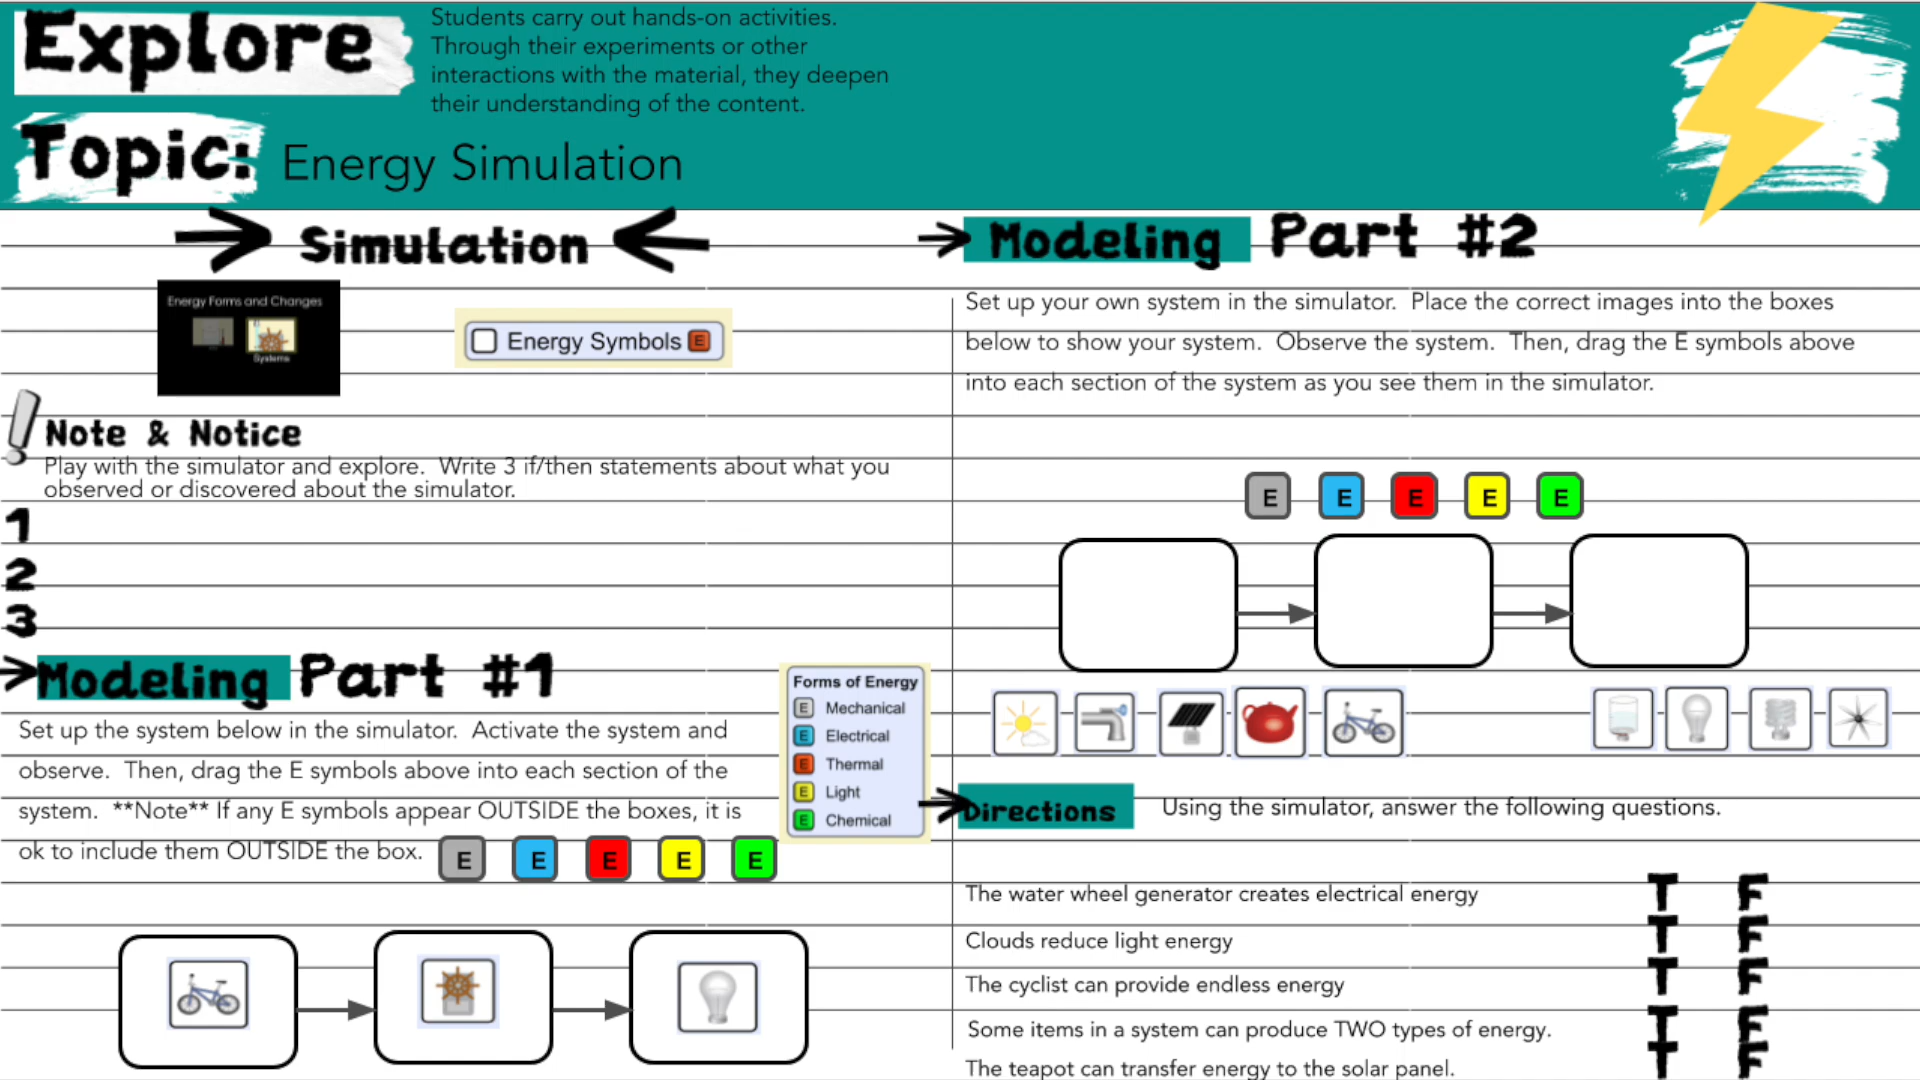 Explore
Students carry out hands-on activities.
Through their experiments or other
interactions with the material, they deepen
their understanding of the content.
Topic:
Energy Simulation
Simulation
Energy Forms and Changes
Systems
Energy Symbols E
! Note & Notice
Play with the simulator and explore.  Write 3 if/then statements about what you
observed or discovered about the simulator.
1
2
3
Modeling Part #1
Set up the system below in the simulator.  Activate the system and
observe.  Then, drag the E symbols above into each section of the
system.  **Note** If any E symbols appear OUTSIDE the boxes, it is
ok to include them OUTSIDE the box.
E E E E E
Forms of Energy
E Mechanical
E Electrical
E Thermal
E Light
E Chemical
Modeling Part #2
Set up your own system in the simulator.  Place the correct images into the boxes
below to show your system.  Observe the system.  Then, drag the E symbols above
into each section of the system as you see them in the simulator.
E E E E E
Directions
Using the simulator, answer the following questions.
The water wheel generator creates electrical energy T F
Clouds reduce light energy T F
The cyclist can provide endless energy T F
Some items in a system can produce TWO types of energy. T F
The teapot can transfer energy to the solar panel. T F